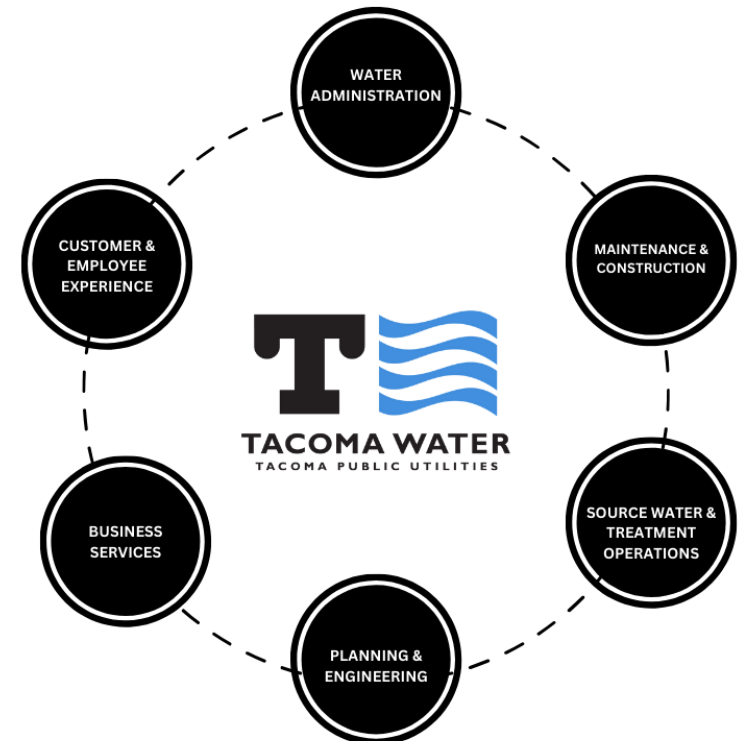 WATER
ADMINISTRATION
MAINTENANCE &
CONSTRUCTION
SOURCE WATER &
TREATMENT
OPERATIONS
PLANNING &
ENGINEERING
BUSINESS
SERVICES
CUSTOMER &
EMPLOYEE
EXPERIENCE
T
TACOMA WATER
TACOMA PUBLIC UTILITIES